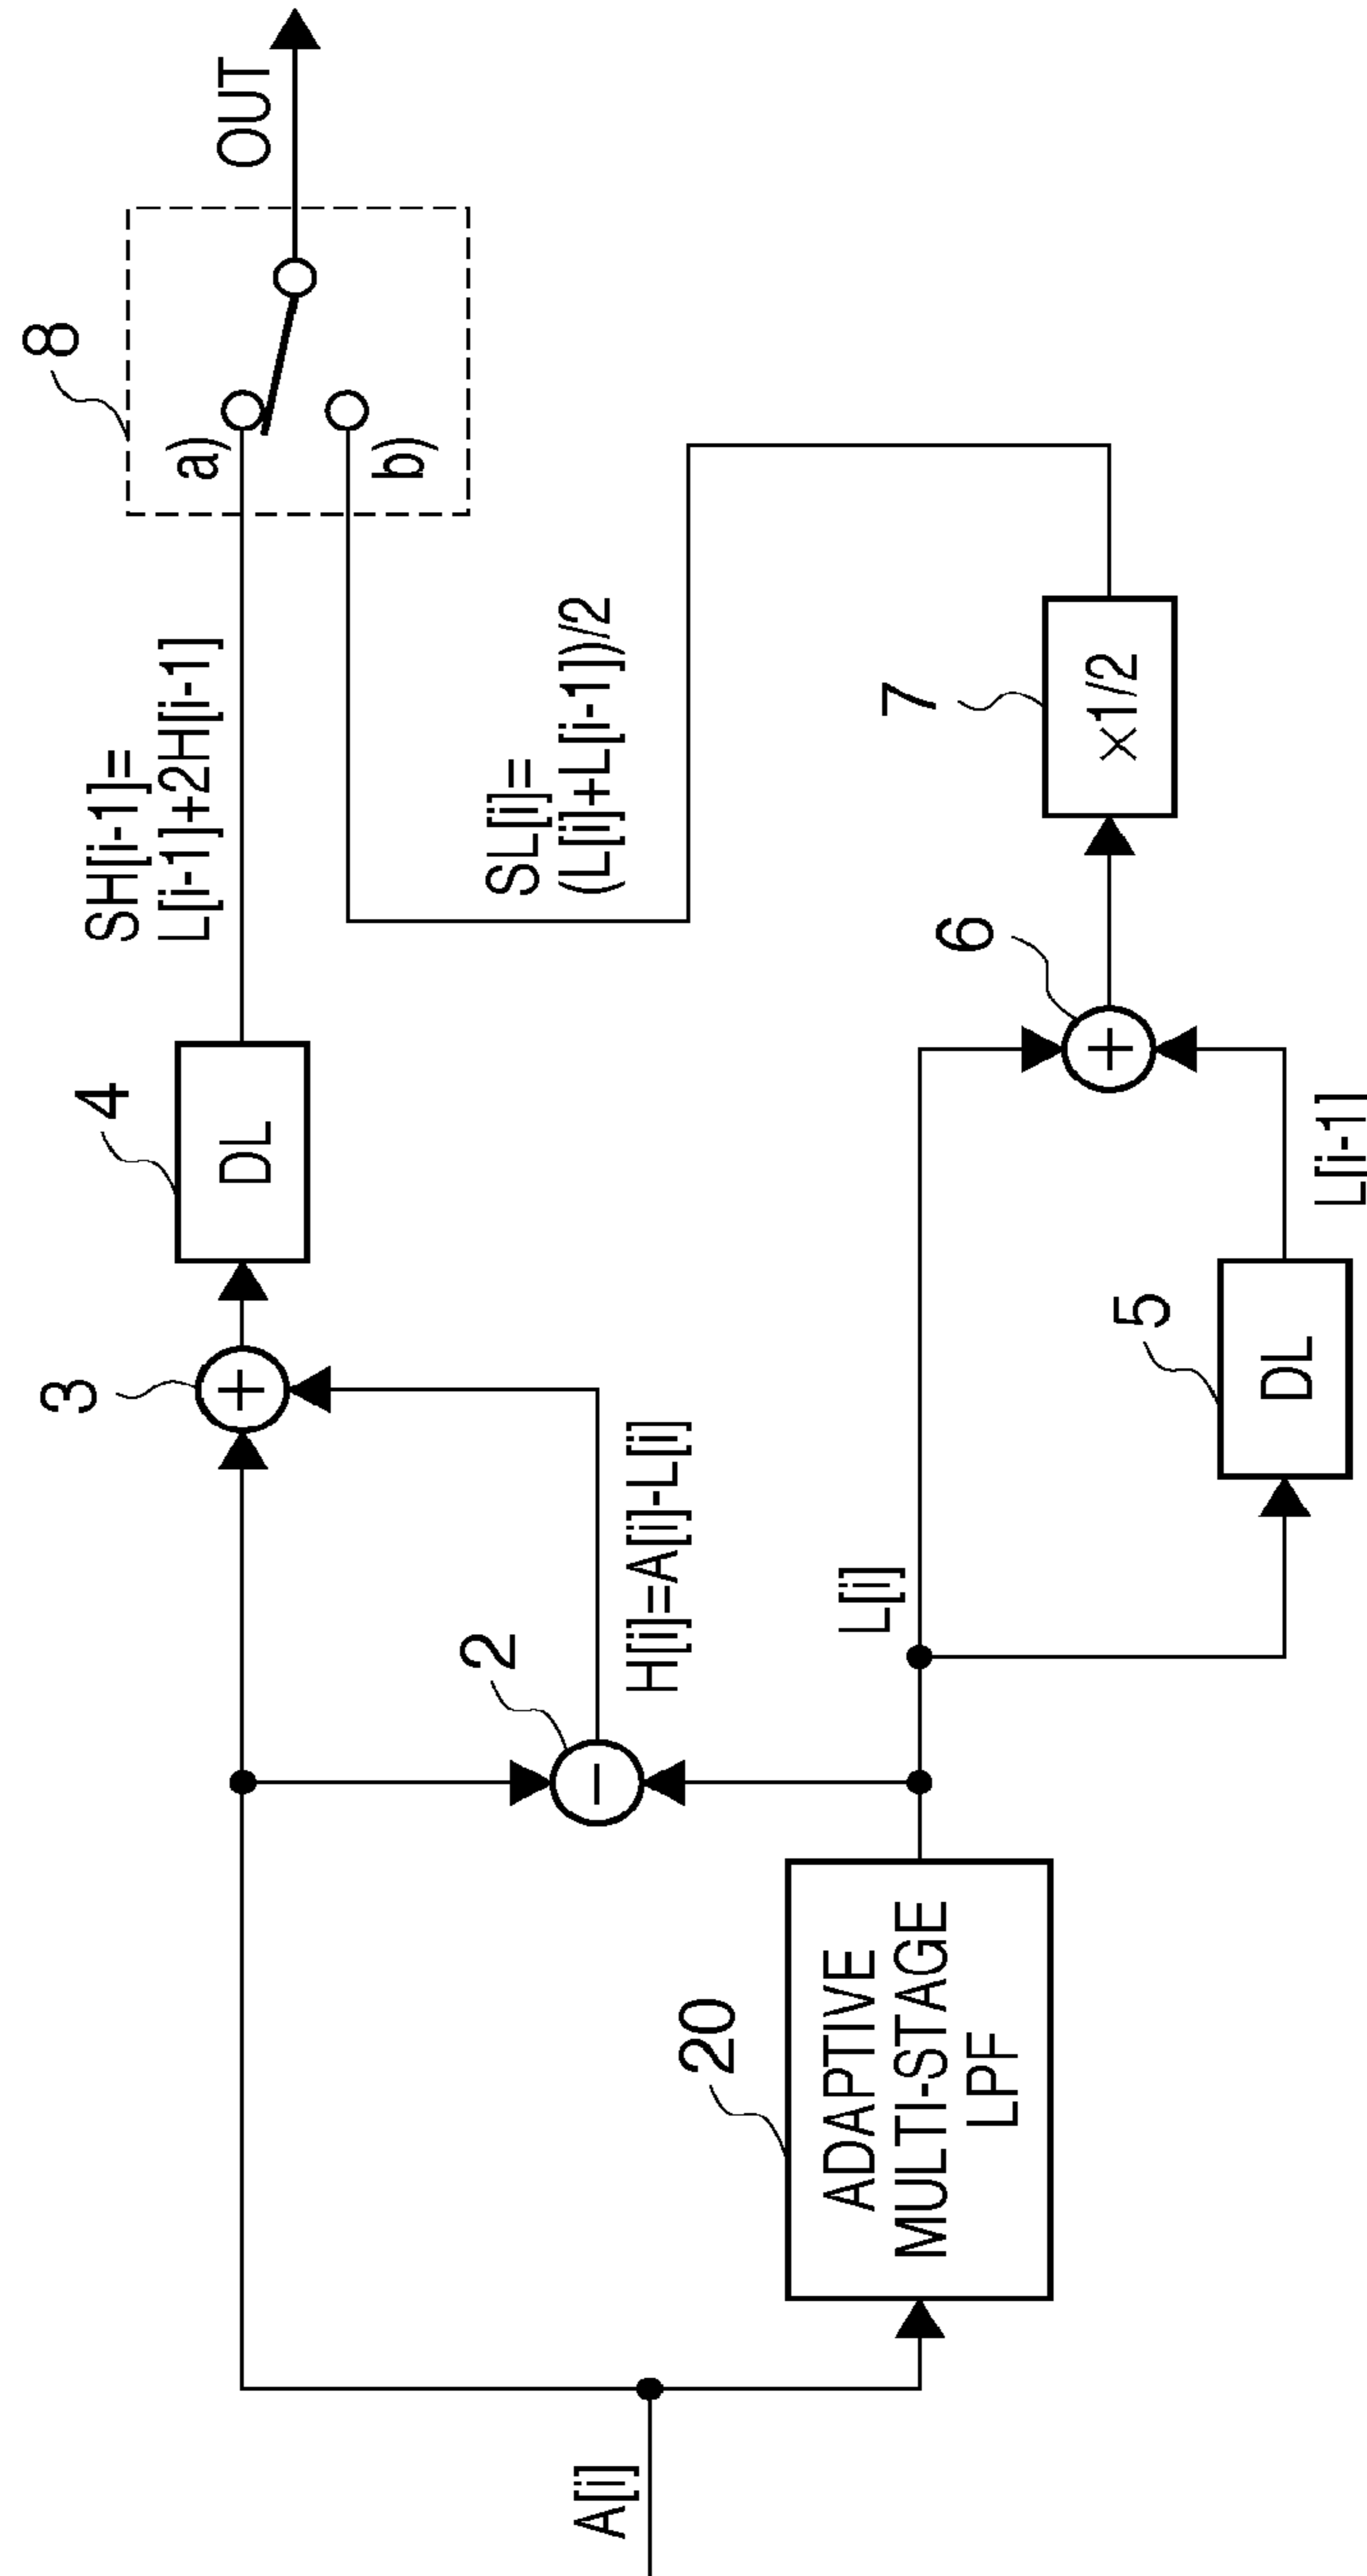 A[i]
20
ADAPTIVE
MULTI-STAGE
LPF
2
−
H[i]=A[i]-L[i]
L[i]
3
+
4
DL
5
DL
L[i-1]
6
+
7
×1/2
SH[i-1]=
L[i-1]+2H[i-1]
SL[i]=
(L[i]+L[i-1])/2
8
a)
b)
OUT